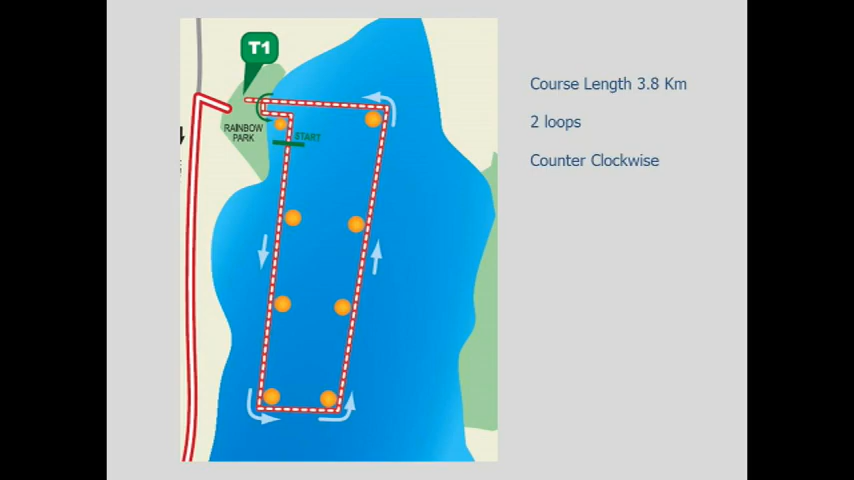 T1
RAINBOW
PARK
START
Course Length 3.8 Km
2 loops
Counter Clockwise